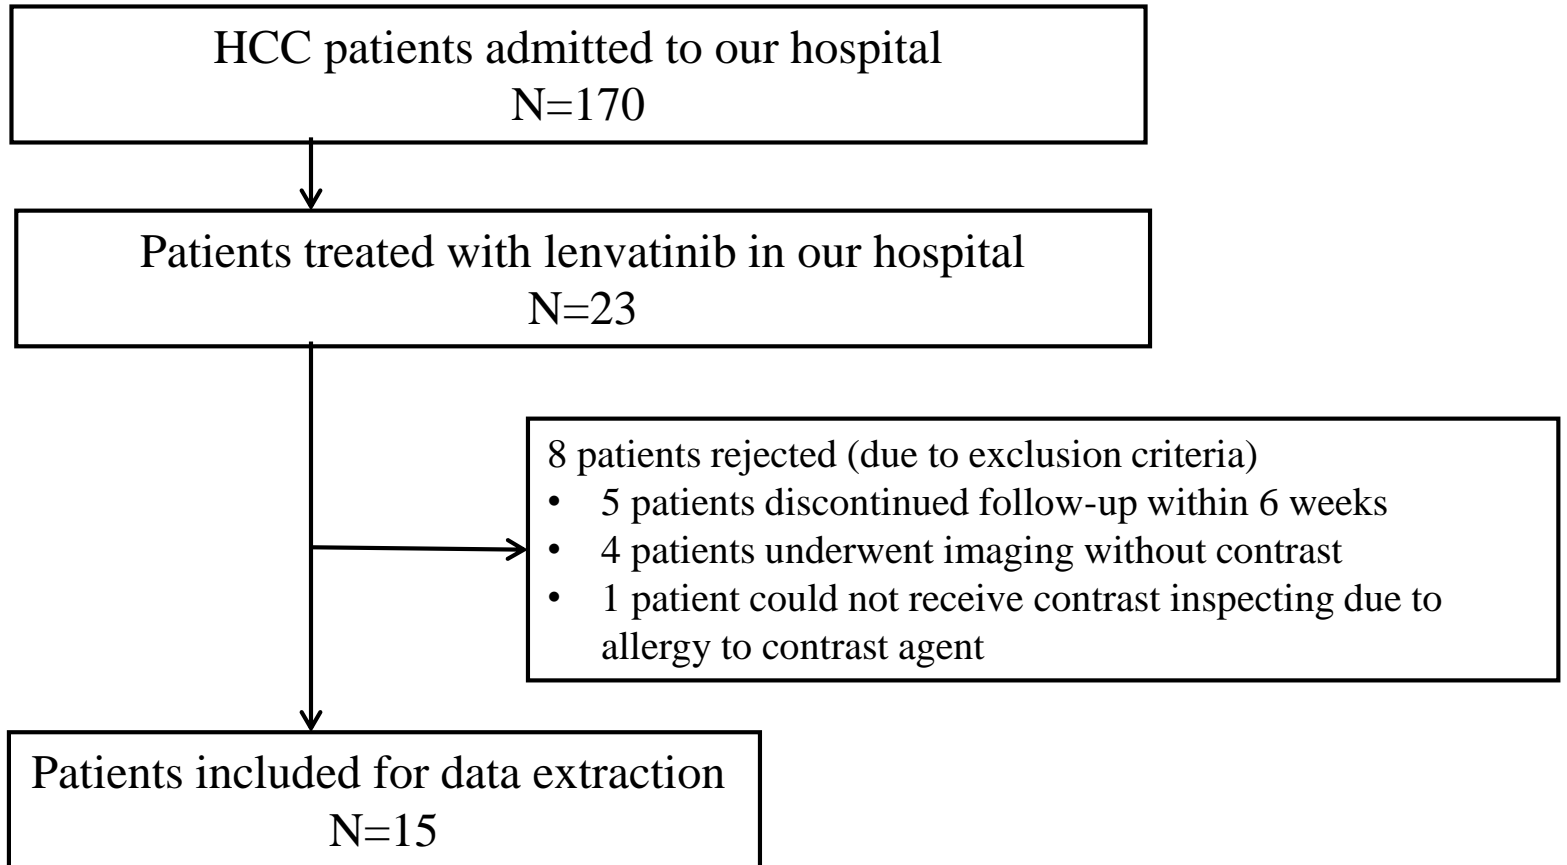 HCC patients admitted to our hospital
N=170
Patients treated with lenvatinib in our hospital
N=23
8 patients rejected (due to exclusion criteria)
• 5 patients discontinued follow-up within 6 weeks
• 4 patients underwent imaging without contrast
• 1 patient could not receive contrast inspecting due to
allergy to contrast agent
Patients included for data extraction
N=15